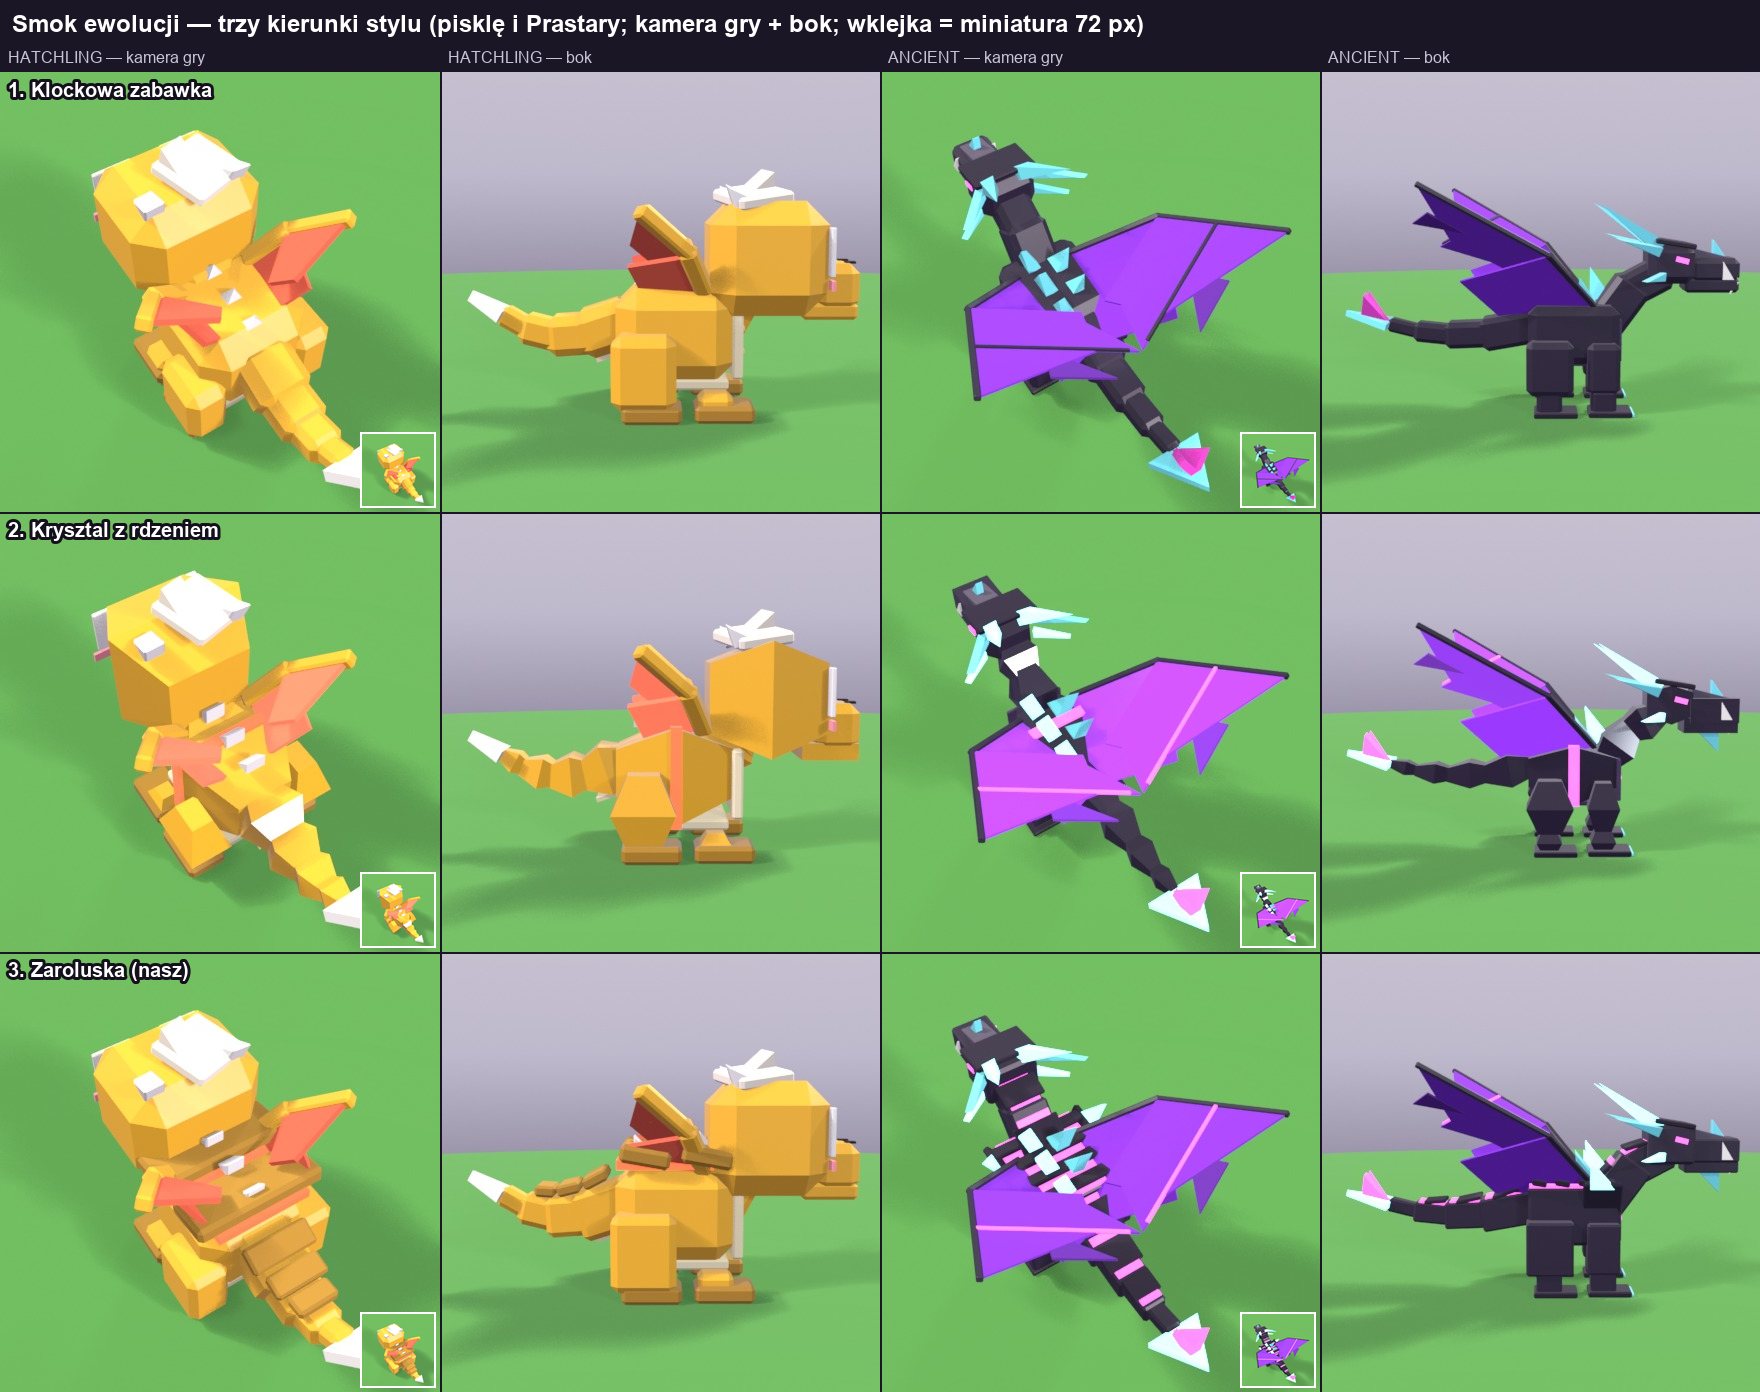 Smok ewolucji — trzy kierunki stylu (pisklę i Prastary; kamera gry + bok; wklejka = miniatura 72 px)
HATCHLING — kamera gry
HATCHLING — bok
ANCIENT — kamera gry
ANCIENT — bok
1. Klockowa zabawka
2. Krysztal z rdzeniem
3. Zaroluska (nasz)